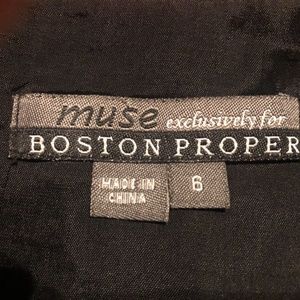 muse exclusively for
BOSTON PROPER
MADE IN
CHINA
6